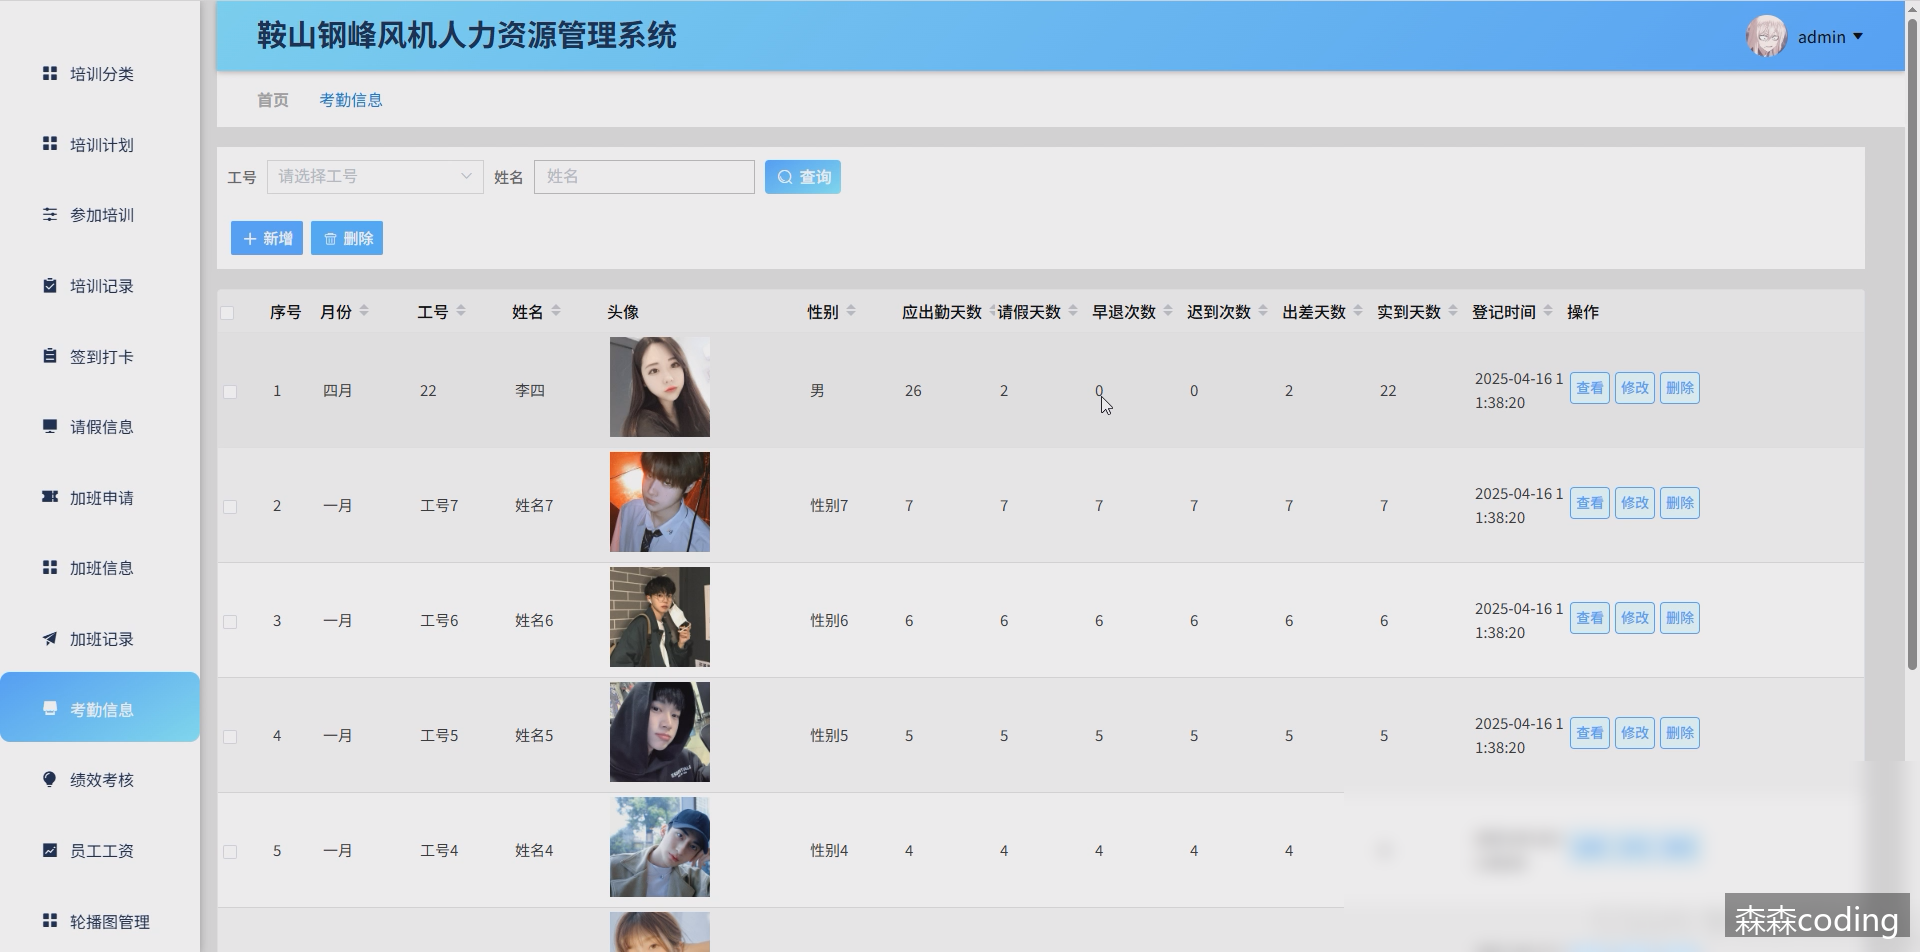 鞍山钢峰风机人力资源管理系统
admin
首页 考勤信息
培训分类
培训计划
参加培训
培训记录
签到打卡
请假信息
加班申请
加班信息
加班记录
考勤信息
绩效考核
员工工资
轮播图管理
工号 请选择工号 姓名 姓名 查询
新增 删除
序号 月份 工号 姓名 头像 性别 应出勤天数 请假天数 早退次数 迟到次数 出差天数 实到天数 登记时间 操作
1 四月 22 李四 男 26 2 0 0 2 22 2025-04-16 1
1:38:20
查看 修改 删除
2 一月 工号7 姓名7 性别7 7 7 7 7 7 7 2025-04-16 1
1:38:20
查看 修改 删除
3 一月 工号6 姓名6 性别6 6 6 6 6 6 6 2025-04-16 1
1:38:20
查看 修改 删除
4 一月 工号5 姓名5 性别5 5 5 5 5 5 5 2025-04-16 1
1:38:20
查看 修改 删除
5 一月 工号4 姓名4 性别4 4 4 4 4 4
森森coding